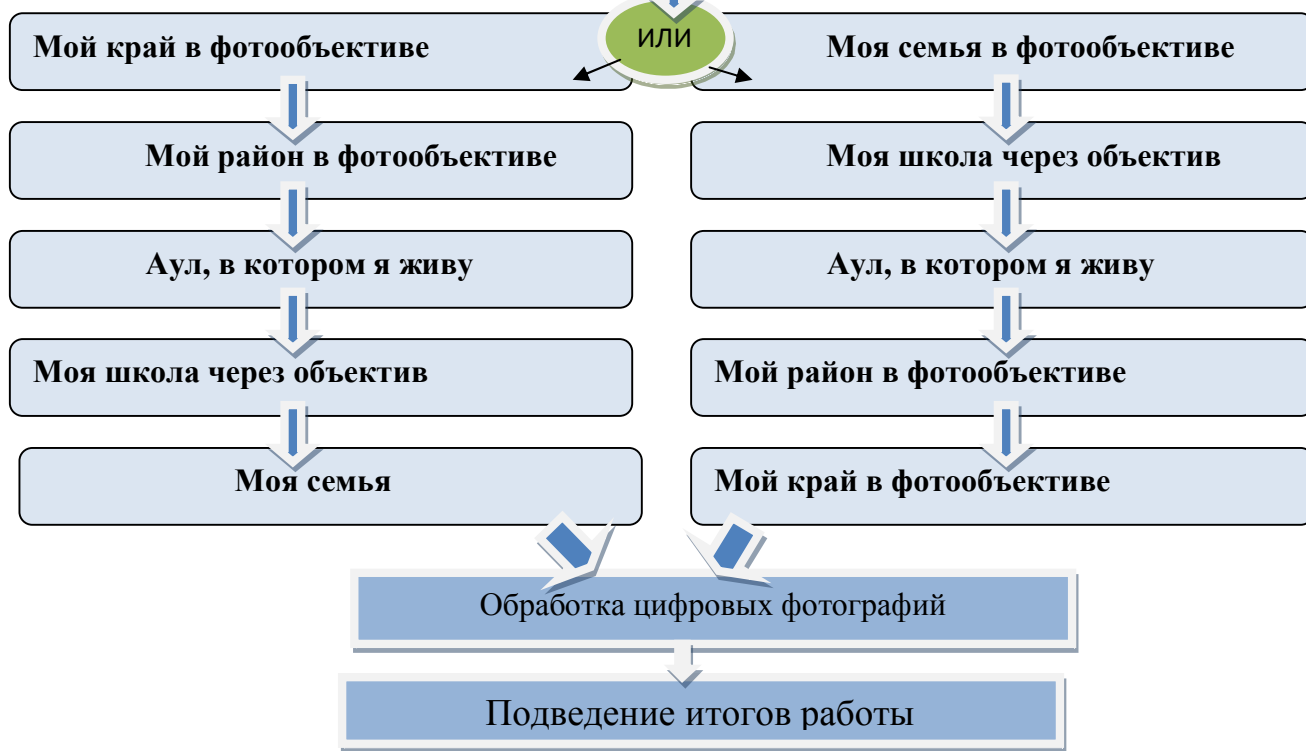 ИЛИ
Мой край в фотообъективе
Мой район в фотообъективе
Аул, в котором я живу
Моя школа через объектив
Моя семья
Моя семья в фотообъективе
Моя школа через объектив
Аул, в котором я живу
Мой район в фотообъективе
Мой край в фотообъективе
Обработка цифровых фотографий
Подведение итогов работы